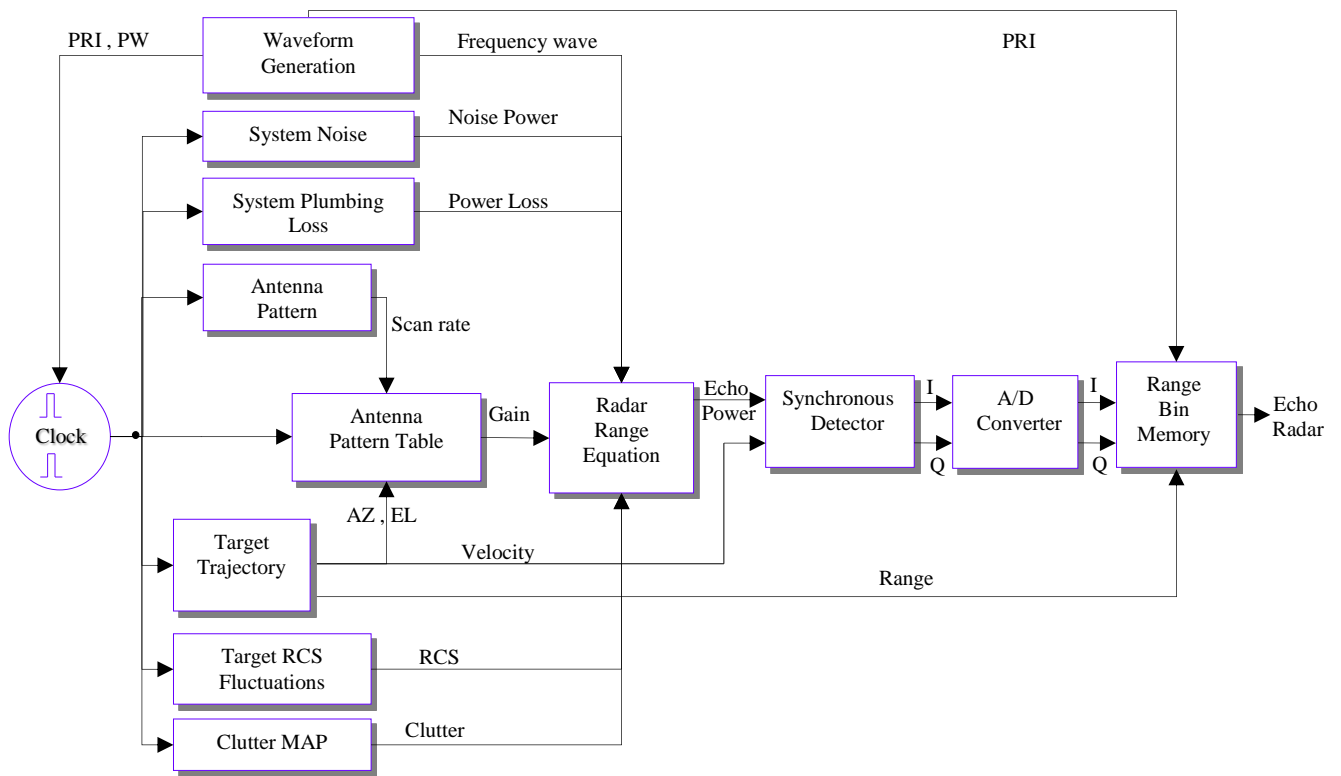 PRI , PW
Waveform
Generation
Frequency wave
PRI
System Noise
Noise Power
System Plumbing
Loss
Power Loss
Antenna
Pattern
Scan rate
Clock
Antenna
Pattern Table
Gain
Radar
Range
Equation
Echo
Power
Synchronous
Detector
I
Q
A/D
Converter
I
Q
Range
Bin
Memory
Echo
Radar
AZ , EL
Target
Trajectory
Velocity
Range
Target RCS
Fluctuations
RCS
Clutter MAP
Clutter